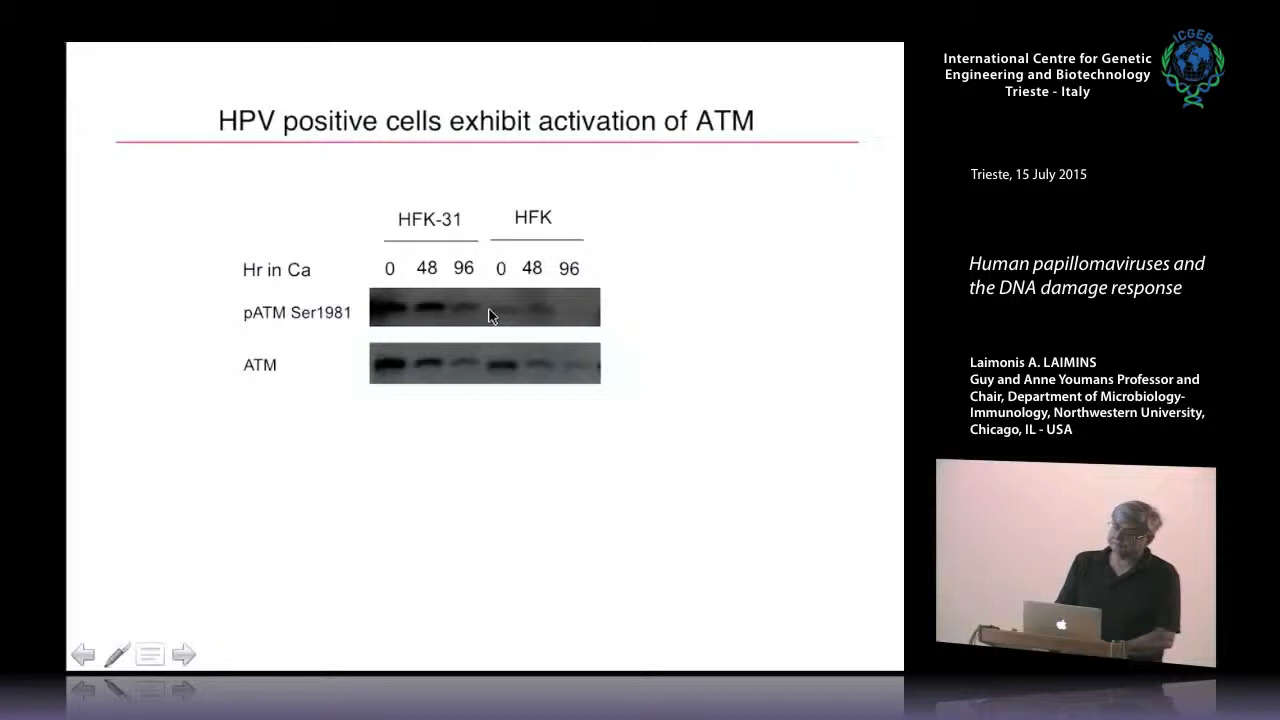 HPV positive cells exhibit activation of ATM
HFK-31 HFK
Hr in Ca 0 48 96 0 48 96
pATM Ser1981
ATM
ICGEB
International Centre for Genetic
Engineering and Biotechnology
Trieste - Italy
Trieste, 15 July 2015
Human papillomaviruses and
the DNA damage response
Laimonis A. LAIMINS
Guy and Anne Youmans Professor and
Chair, Department of Microbiology-
Immunology, Northwestern University,
Chicago, IL - USA